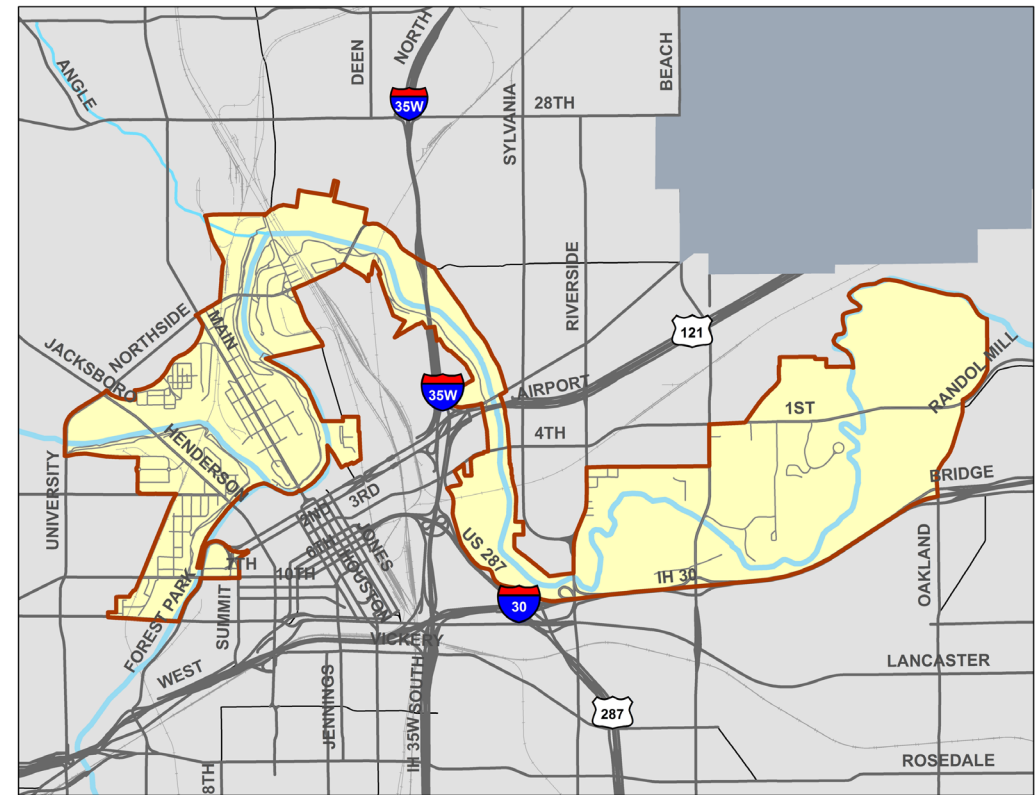 NORTH
DEEN
BEACH
ANGLE
35W
28TH
SYLVANIA
RIVERSIDE
NORTHSIDE
MAIN
121
JACKSBORO
RANDOL MILL
35W
AIRPORT
1ST
HENDERSON
4TH
UNIVERSITY
BRIDGE
3RD
2ND
JONES
6TH
US 287
7TH
HOUSTON
10TH
IH 30
OAKLAND
30
FOREST PARK
SUMMIT
VICKERY
WEST
LANCASTER
JENNINGS
IH 35W SOUTH
287
ROSEDALE
8TH